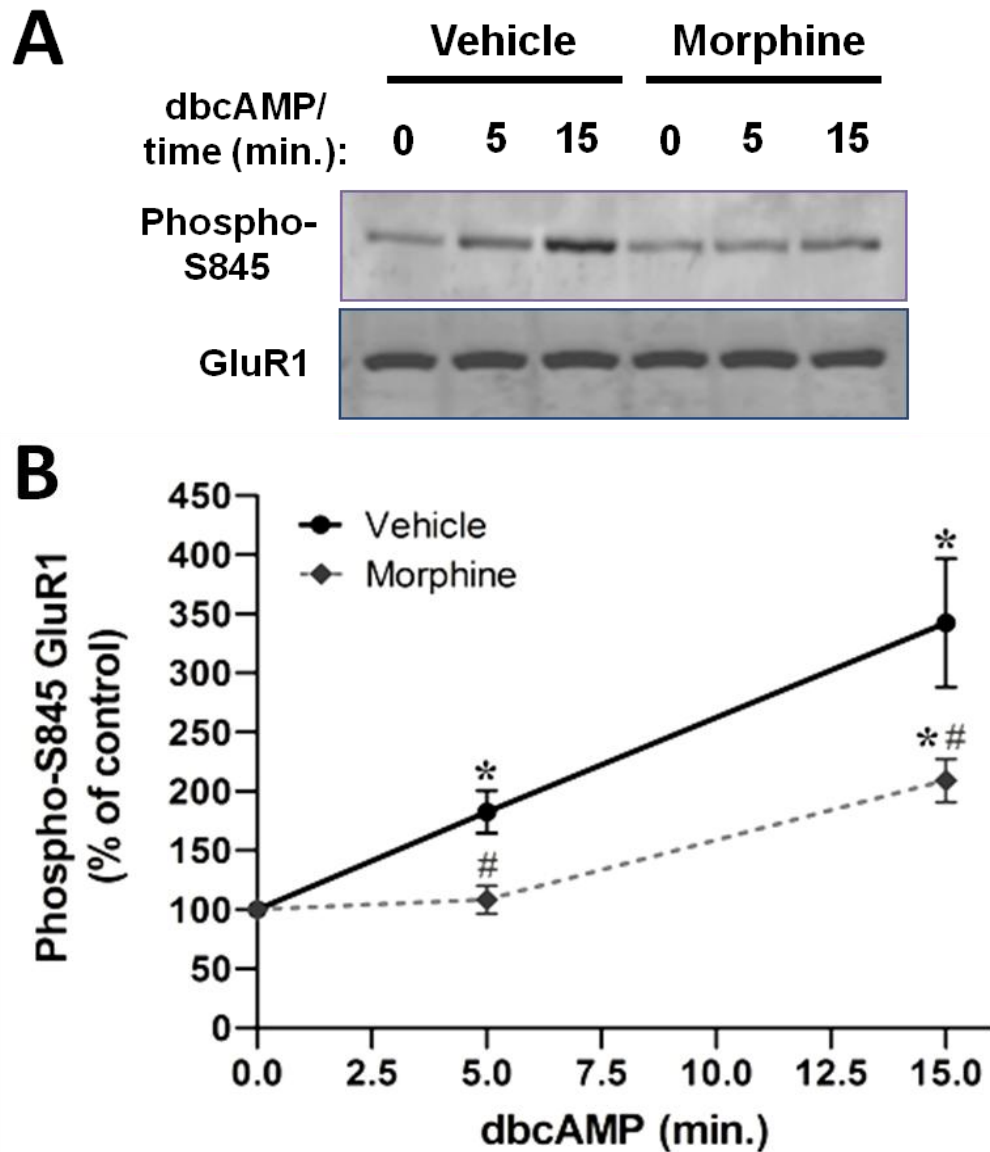 A
Vehicle Morphine
dbcAMP/
time (min.): 0 5 15 0 5 15
Phospho-
S845
GluR1
B
Phospho-S845 GluR1
(% of control)
450
400
350
300
250
200
150
100
50
0
Vehicle
Morphine
*
*
* #
#
0.0 2.5 5.0 7.5 10.0 12.5 15.0
dbcAMP (min.)